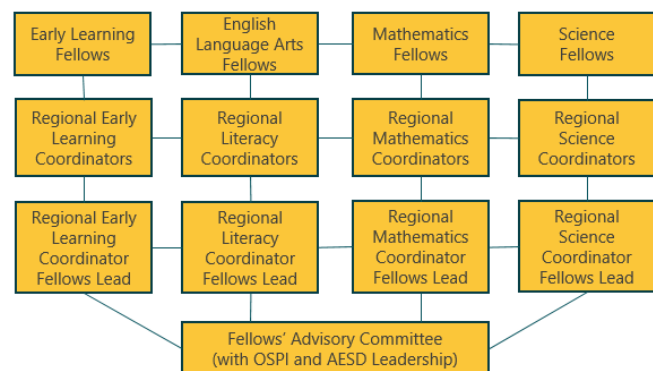 Early Learning
Fellows
English
Language Arts
Fellows
Mathematics
Fellows
Science
Fellows
Regional Early
Learning
Coordinators
Regional
Literacy
Coordinators
Regional
Mathematics
Coordinators
Regional
Science
Coordinators
Regional Early
Learning
Coordinator
Fellows Lead
Regional
Literacy
Coordinator
Fellows Lead
Regional
Mathematics
Coordinator
Fellows Lead
Regional
Science
Coordinator
Fellows Lead
Fellows’ Advisory Committee
(with OSPI and AESD Leadership)